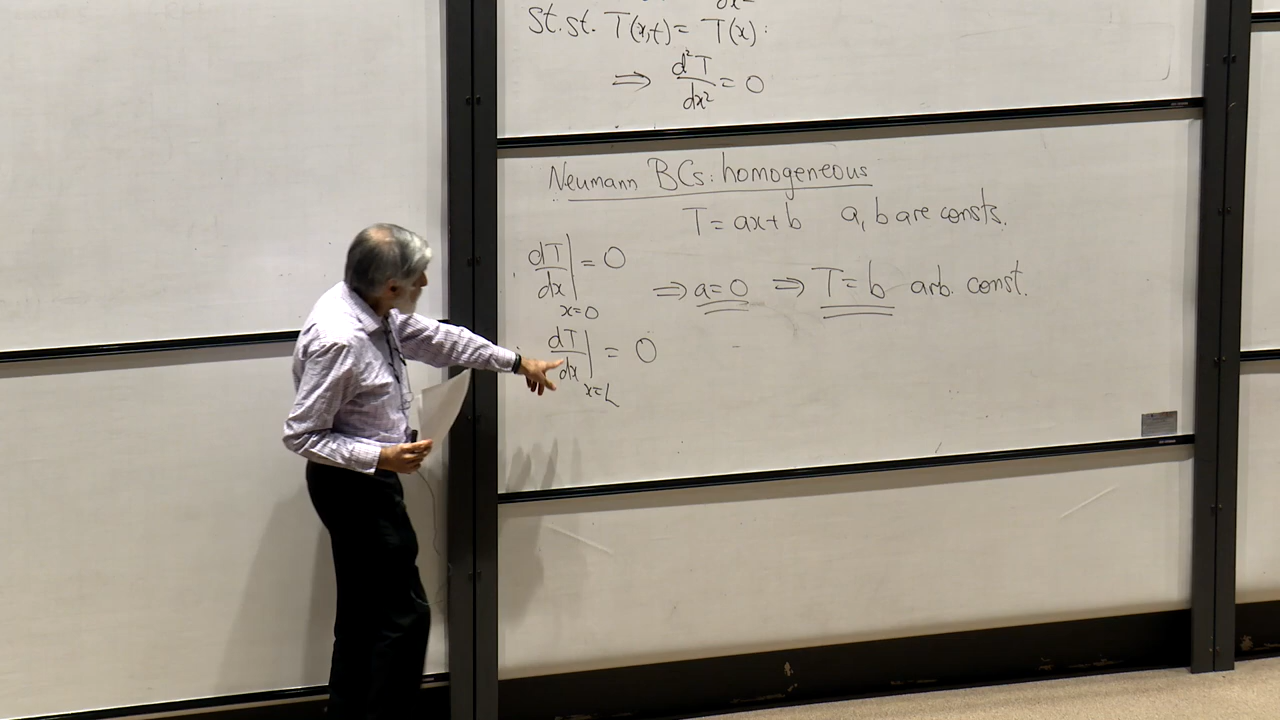 St.st. T(x,t) = T(x) :
⟹ d²T/dx² = 0
Neumann BCs: homogeneous
T = ax + b a, b are consts.
dT/dx|x=0 = 0
⟹ a=0 ⟹ T = b arb. const.
dT/dx|x=L = 0